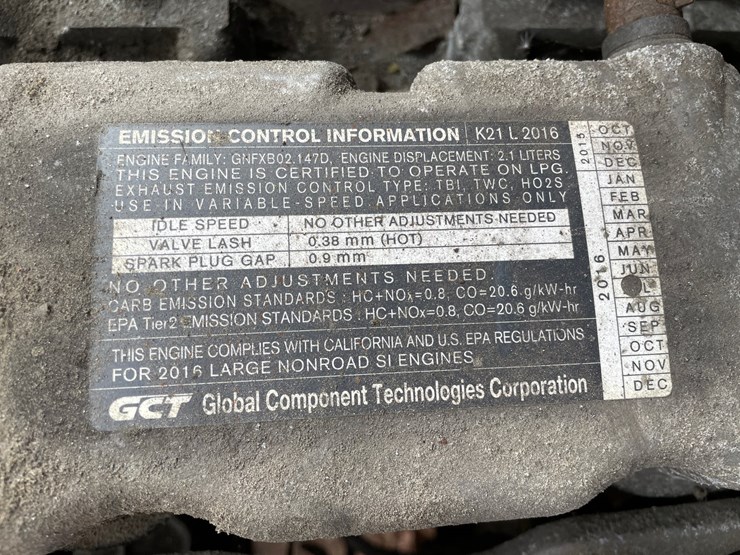 EMISSION CONTROL INFORMATION K21 L 2016
ENGINE FAMILY: GNFXB02.147D, ENGINE DISPLACEMENT: 2.1 LITERS
THIS ENGINE IS CERTIFIED TO OPERATE ON LPG.
EXHAUST EMISSION CONTROL TYPE: TBI, TWC, HO2S
USE IN VARIABLE-SPEED APPLICATIONS ONLY
IDLE SPEED NO OTHER ADJUSTMENTS NEEDED
VALVE LASH 0.38 mm (HOT)
SPARK PLUG GAP 0.9 mm
NO OTHER ADJUSTMENTS NEEDED.
CARB EMISSION STANDARDS : HC+NOx=0.8, CO=20.6 g/kW-hr
EPA Tier2 EMISSION STANDARDS : HC+NOx=0.8, CO=20.6 g/kW-hr
THIS ENGINE COMPLIES WITH CALIFORNIA AND U.S. EPA REGULATIONS
FOR 2016 LARGE NONROAD SI ENGINES
GCT Global Component Technologies Corporation
2015
OCT
NOV
DEC
2016
JAN
FEB
MAR
APR
MAY
JUN
AUG
SEP
OCT
NOV
DEC